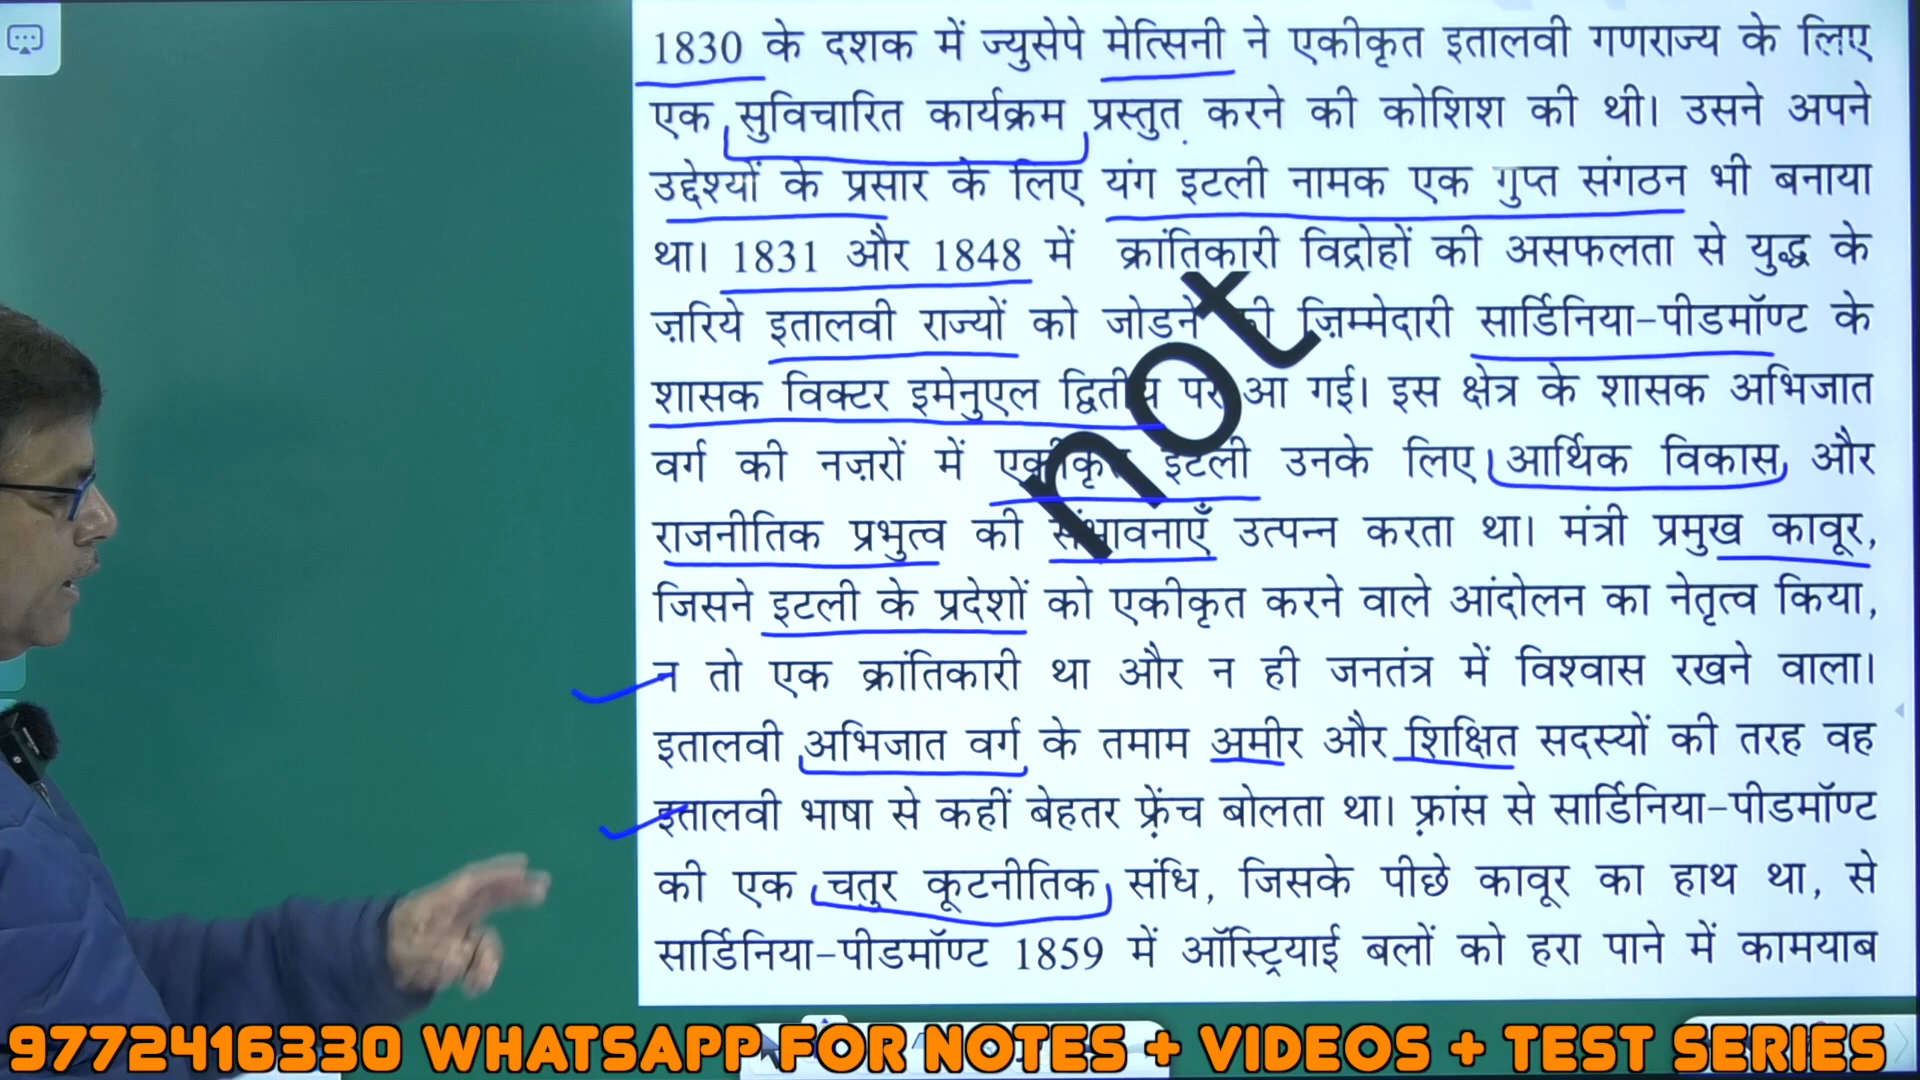 1830 के दशक में ज्युसेपे मेत्सिनी ने एकीकृत इतालवी गणराज्य के लिए
एक सुविचारित कार्यक्रम प्रस्तुत करने की कोशिश की थी। उसने अपने
उद्देश्यों के प्रसार के लिए यंग इटली नामक एक गुप्त संगठन भी बनाया
था। 1831 और 1848 में क्रांतिकारी विद्रोहों की असफलता से युद्ध के
ज़रिये इतालवी राज्यों को जोडने की ज़िम्मेदारी सार्डिनिया-पीडमॉण्ट के
शासक विक्टर इमेनुएल द्वितीय पर आ गई। इस क्षेत्र के शासक अभिजात
वर्ग की नज़रों में एकीकृत इटली उनके लिए आर्थिक विकास और
राजनीतिक प्रभुत्व की संभावनाएँ उत्पन्न करता था। मंत्री प्रमुख कावूर,
जिसने इटली के प्रदेशों को एकीकृत करने वाले आंदोलन का नेतृत्व किया,
न तो एक क्रांतिकारी था और न ही जनतंत्र में विश्वास रखने वाला।
इतालवी अभिजात वर्ग के तमाम अमीर और शिक्षित सदस्यों की तरह वह
इतालवी भाषा से कहीं बेहतर फ़्रेंच बोलता था। फ़्रांस से सार्डिनिया-पीडमॉण्ट
की एक चतुर कूटनीतिक संधि, जिसके पीछे कावूर का हाथ था, से
सार्डिनिया-पीडमॉण्ट 1859 में ऑस्ट्रियाई बलों को हरा पाने में कामयाब
not
9772416330 WHATSAPP FOR NOTES + VIDEOS + TEST SERIES